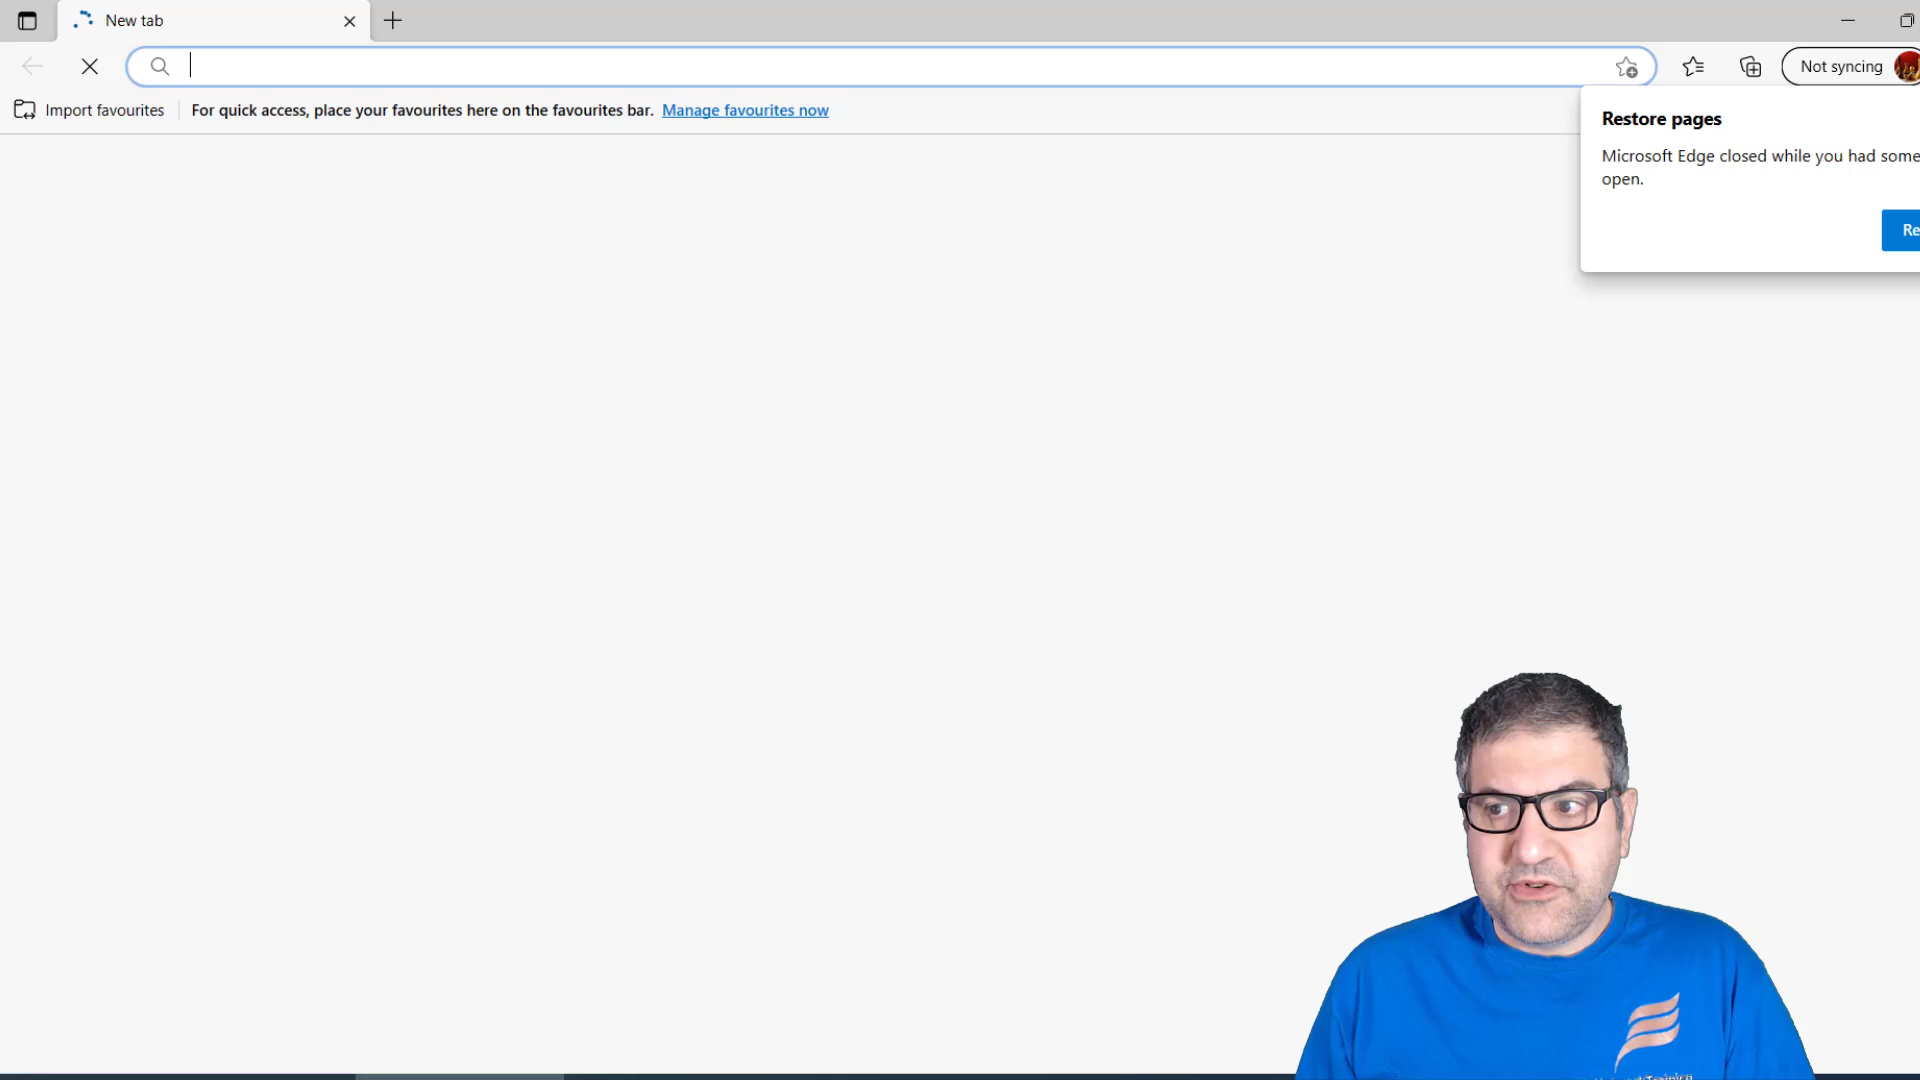 New tab
Not syncing
Import favourites
For quick access, place your favourites here on the favourites bar. Manage favourites now
Restore pages
Microsoft Edge closed while you had some
open.
Re
Training